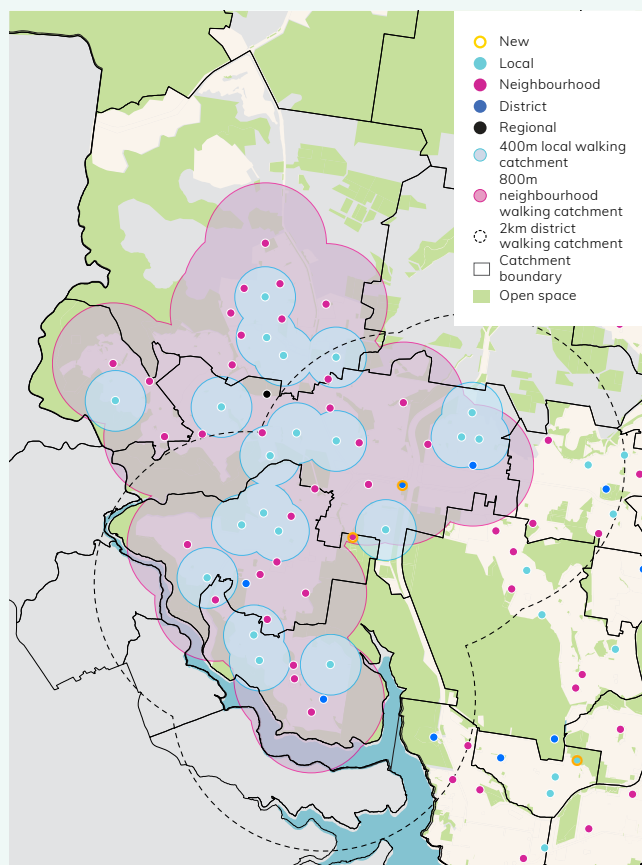 New
Local
Neighbourhood
District
Regional
400m local walking
catchment
800m
neighbourhood
walking catchment
2km district
walking catchment
Catchment
boundary
Open space